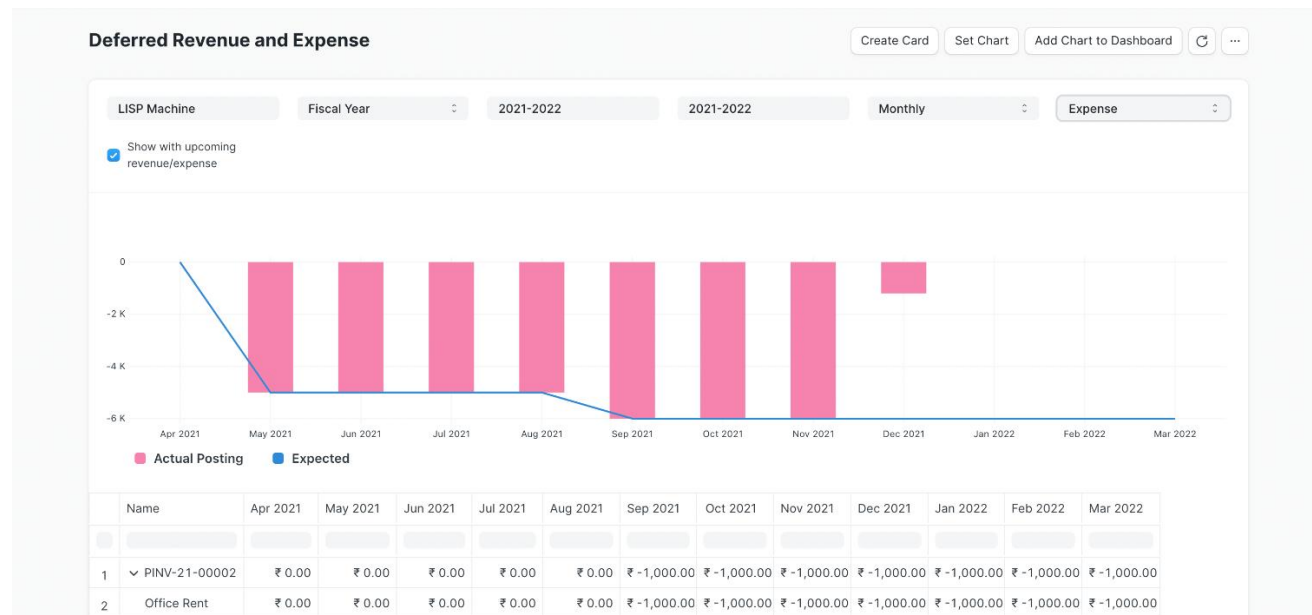 Deferred Revenue and Expense
Create Card Set Chart Add Chart to Dashboard ...
LISP Machine Fiscal Year 2021-2022 2021-2022 Monthly Expense
Show with upcoming
revenue/expense
0
-2 K
-4 K
-6 K
Apr 2021 May 2021 Jun 2021 Jul 2021 Aug 2021 Sep 2021 Oct 2021 Nov 2021 Dec 2021 Jan 2022 Feb 2022 Mar 2022
Actual Posting Expected
Name Apr 2021 May 2021 Jun 2021 Jul 2021 Aug 2021 Sep 2021 Oct 2021 Nov 2021 Dec 2021 Jan 2022 Feb 2022 Mar 2022
1 PINV-21-00002 ₹ 0.00 ₹ 0.00 ₹ 0.00 ₹ 0.00 ₹ 0.00 ₹ -1,000.00 ₹ -1,000.00 ₹ -1,000.00 ₹ -1,000.00 ₹ -1,000.00 ₹ -1,000.00 ₹ -1,000.00
2 Office Rent ₹ 0.00 ₹ 0.00 ₹ 0.00 ₹ 0.00 ₹ 0.00 ₹ -1,000.00 ₹ -1,000.00 ₹ -1,000.00 ₹ -1,000.00 ₹ -1,000.00 ₹ -1,000.00 ₹ -1,000.00